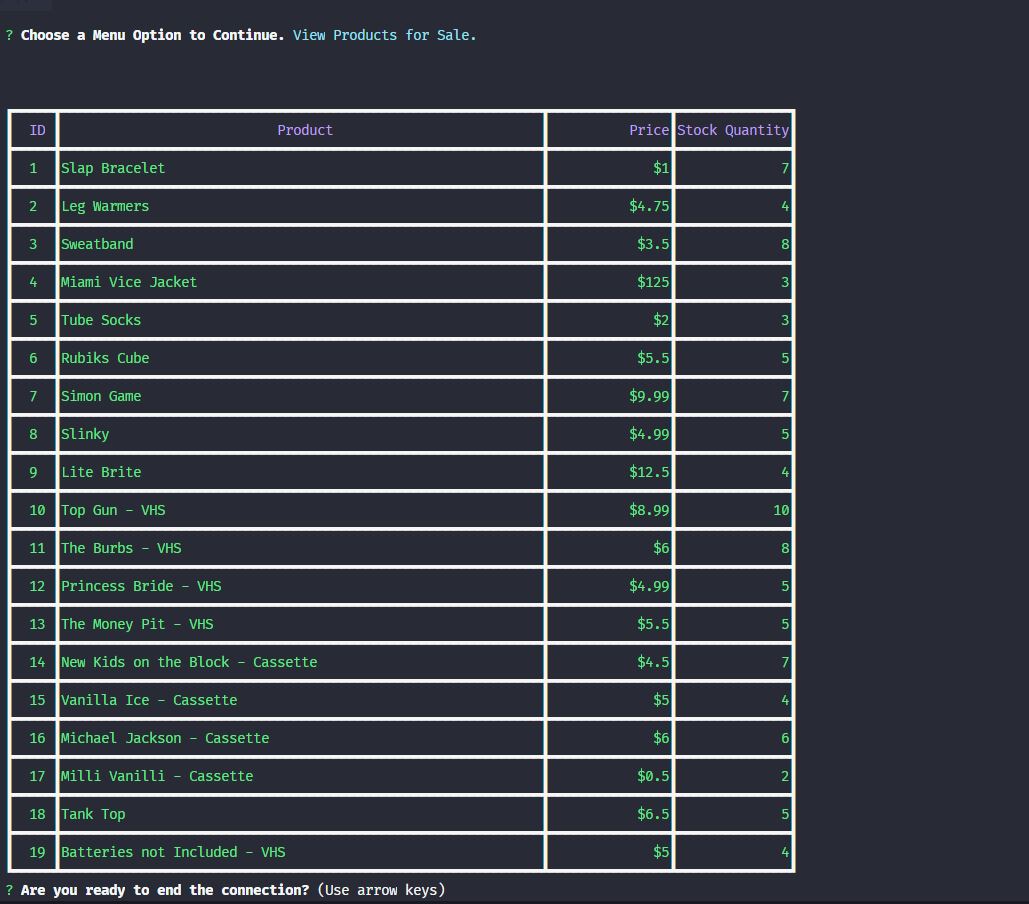 ? Choose a Menu Option to Continue. View Products for Sale.
ID Product Price Stock Quantity
1 Slap Bracelet $1 7
2 Leg Warmers $4.75 4
3 Sweatband $3.5 8
4 Miami Vice Jacket $125 3
5 Tube Socks $2 3
6 Rubiks Cube $5.5 5
7 Simon Game $9.99 7
8 Slinky $4.99 5
9 Lite Brite $12.5 4
10 Top Gun - VHS $8.99 10
11 The Burbs - VHS $6 8
12 Princess Bride - VHS $4.99 5
13 The Money Pit - VHS $5.5 5
14 New Kids on the Block - Cassette $4.5 7
15 Vanilla Ice - Cassette $5 4
16 Michael Jackson - Cassette $6 6
17 Milli Vanilli - Cassette $0.5 2
18 Tank Top $6.5 5
19 Batteries not Included - VHS $5 4
? Are you ready to end the connection? (Use arrow keys)